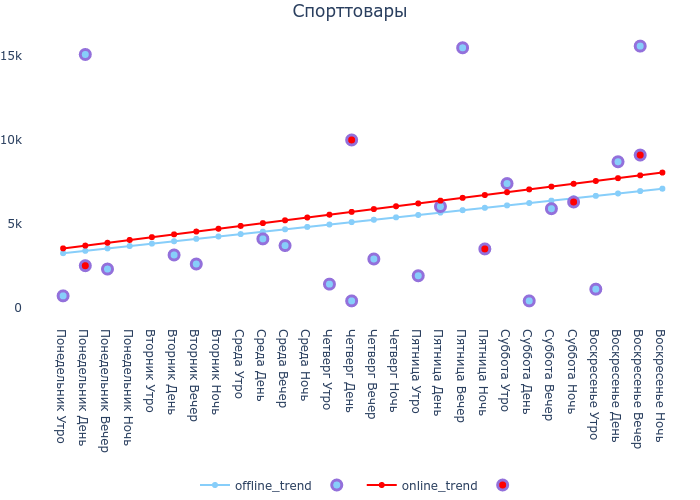 Спорттовары
15k
10k
5k
0
Понедельник Утро
Понедельник День
Понедельник Вечер
Понедельник Ночь
Вторник Утро
Вторник День
Вторник Вечер
Вторник Ночь
Среда Утро
Среда День
Среда Вечер
Среда Ночь
Четверг Утро
Четверг День
Четверг Вечер
Четверг Ночь
Пятница Утро
Пятница День
Пятница Вечер
Пятница Ночь
Суббота Утро
Суббота День
Суббота Вечер
Суббота Ночь
Воскресенье Утро
Воскресенье День
Воскресенье Вечер
Воскресенье Ночь
offline_trend
online_trend